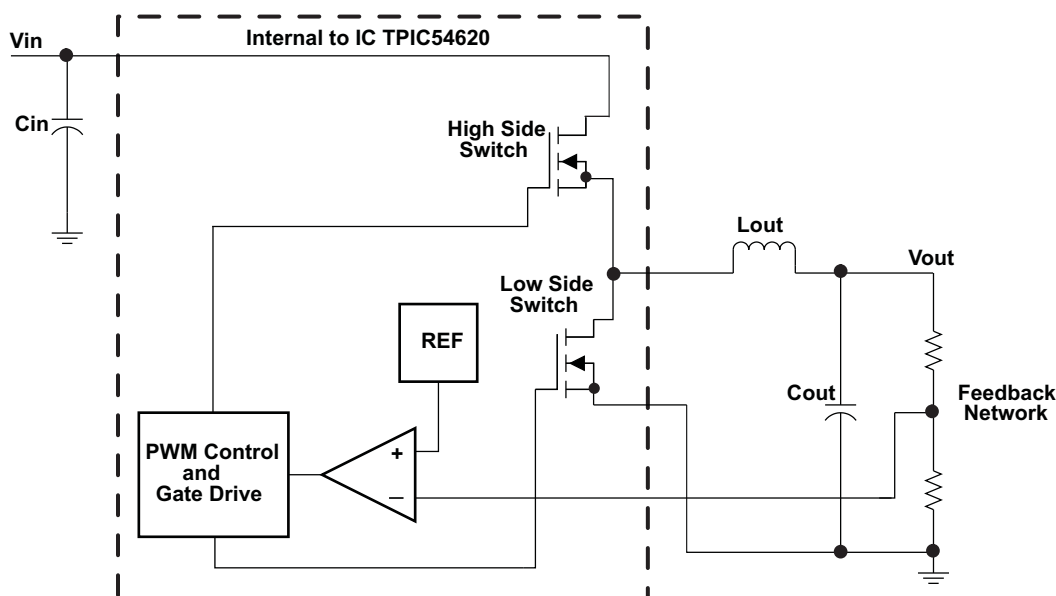 Internal to IC TPIC54620
Vin
Cin
High Side
Switch
Lout
Vout
Low Side
Switch
REF
Cout
Feedback
Network
PWM Control
and
Gate Drive
+
–